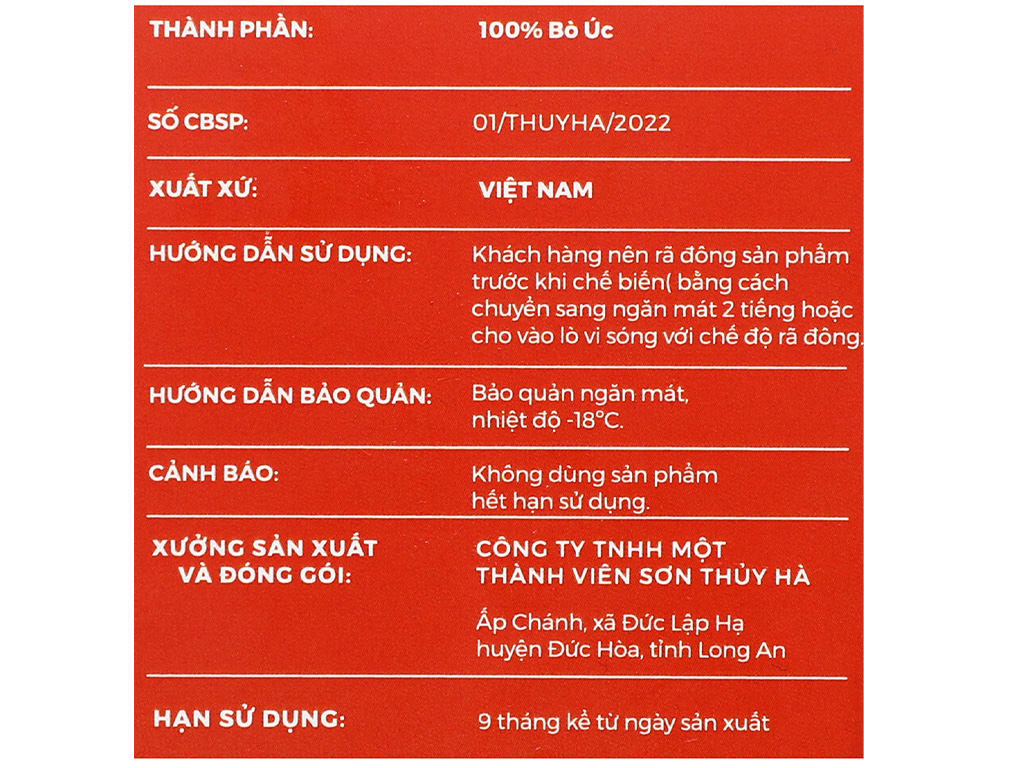 THÀNH PHẦN: 100% Bò Úc
SỐ CBSP: 01/THUYHA/2022
XUẤT XỨ: VIỆT NAM
HƯỚNG DẪN SỬ DỤNG: Khách hàng nên rã đông sản phẩm
trước khi chế biến( bằng cách
chuyển sang ngăn mát 2 tiếng hoặc
cho vào lò vi sóng với chế độ rã đông.
HƯỚNG DẪN BẢO QUẢN: Bảo quản ngăn mát,
nhiệt độ -18°C.
CẢNH BÁO: Không dùng sản phẩm
hết hạn sử dụng.
XƯỞNG SẢN XUẤT
VÀ ĐÓNG GÓI:
CÔNG TY TNHH MỘT
THÀNH VIÊN SƠN THỦY HÀ
Ấp Chánh, xã Đức Lập Hạ
huyện Đức Hòa, tỉnh Long An
HẠN SỬ DỤNG: 9 tháng kể từ ngày sản xuất